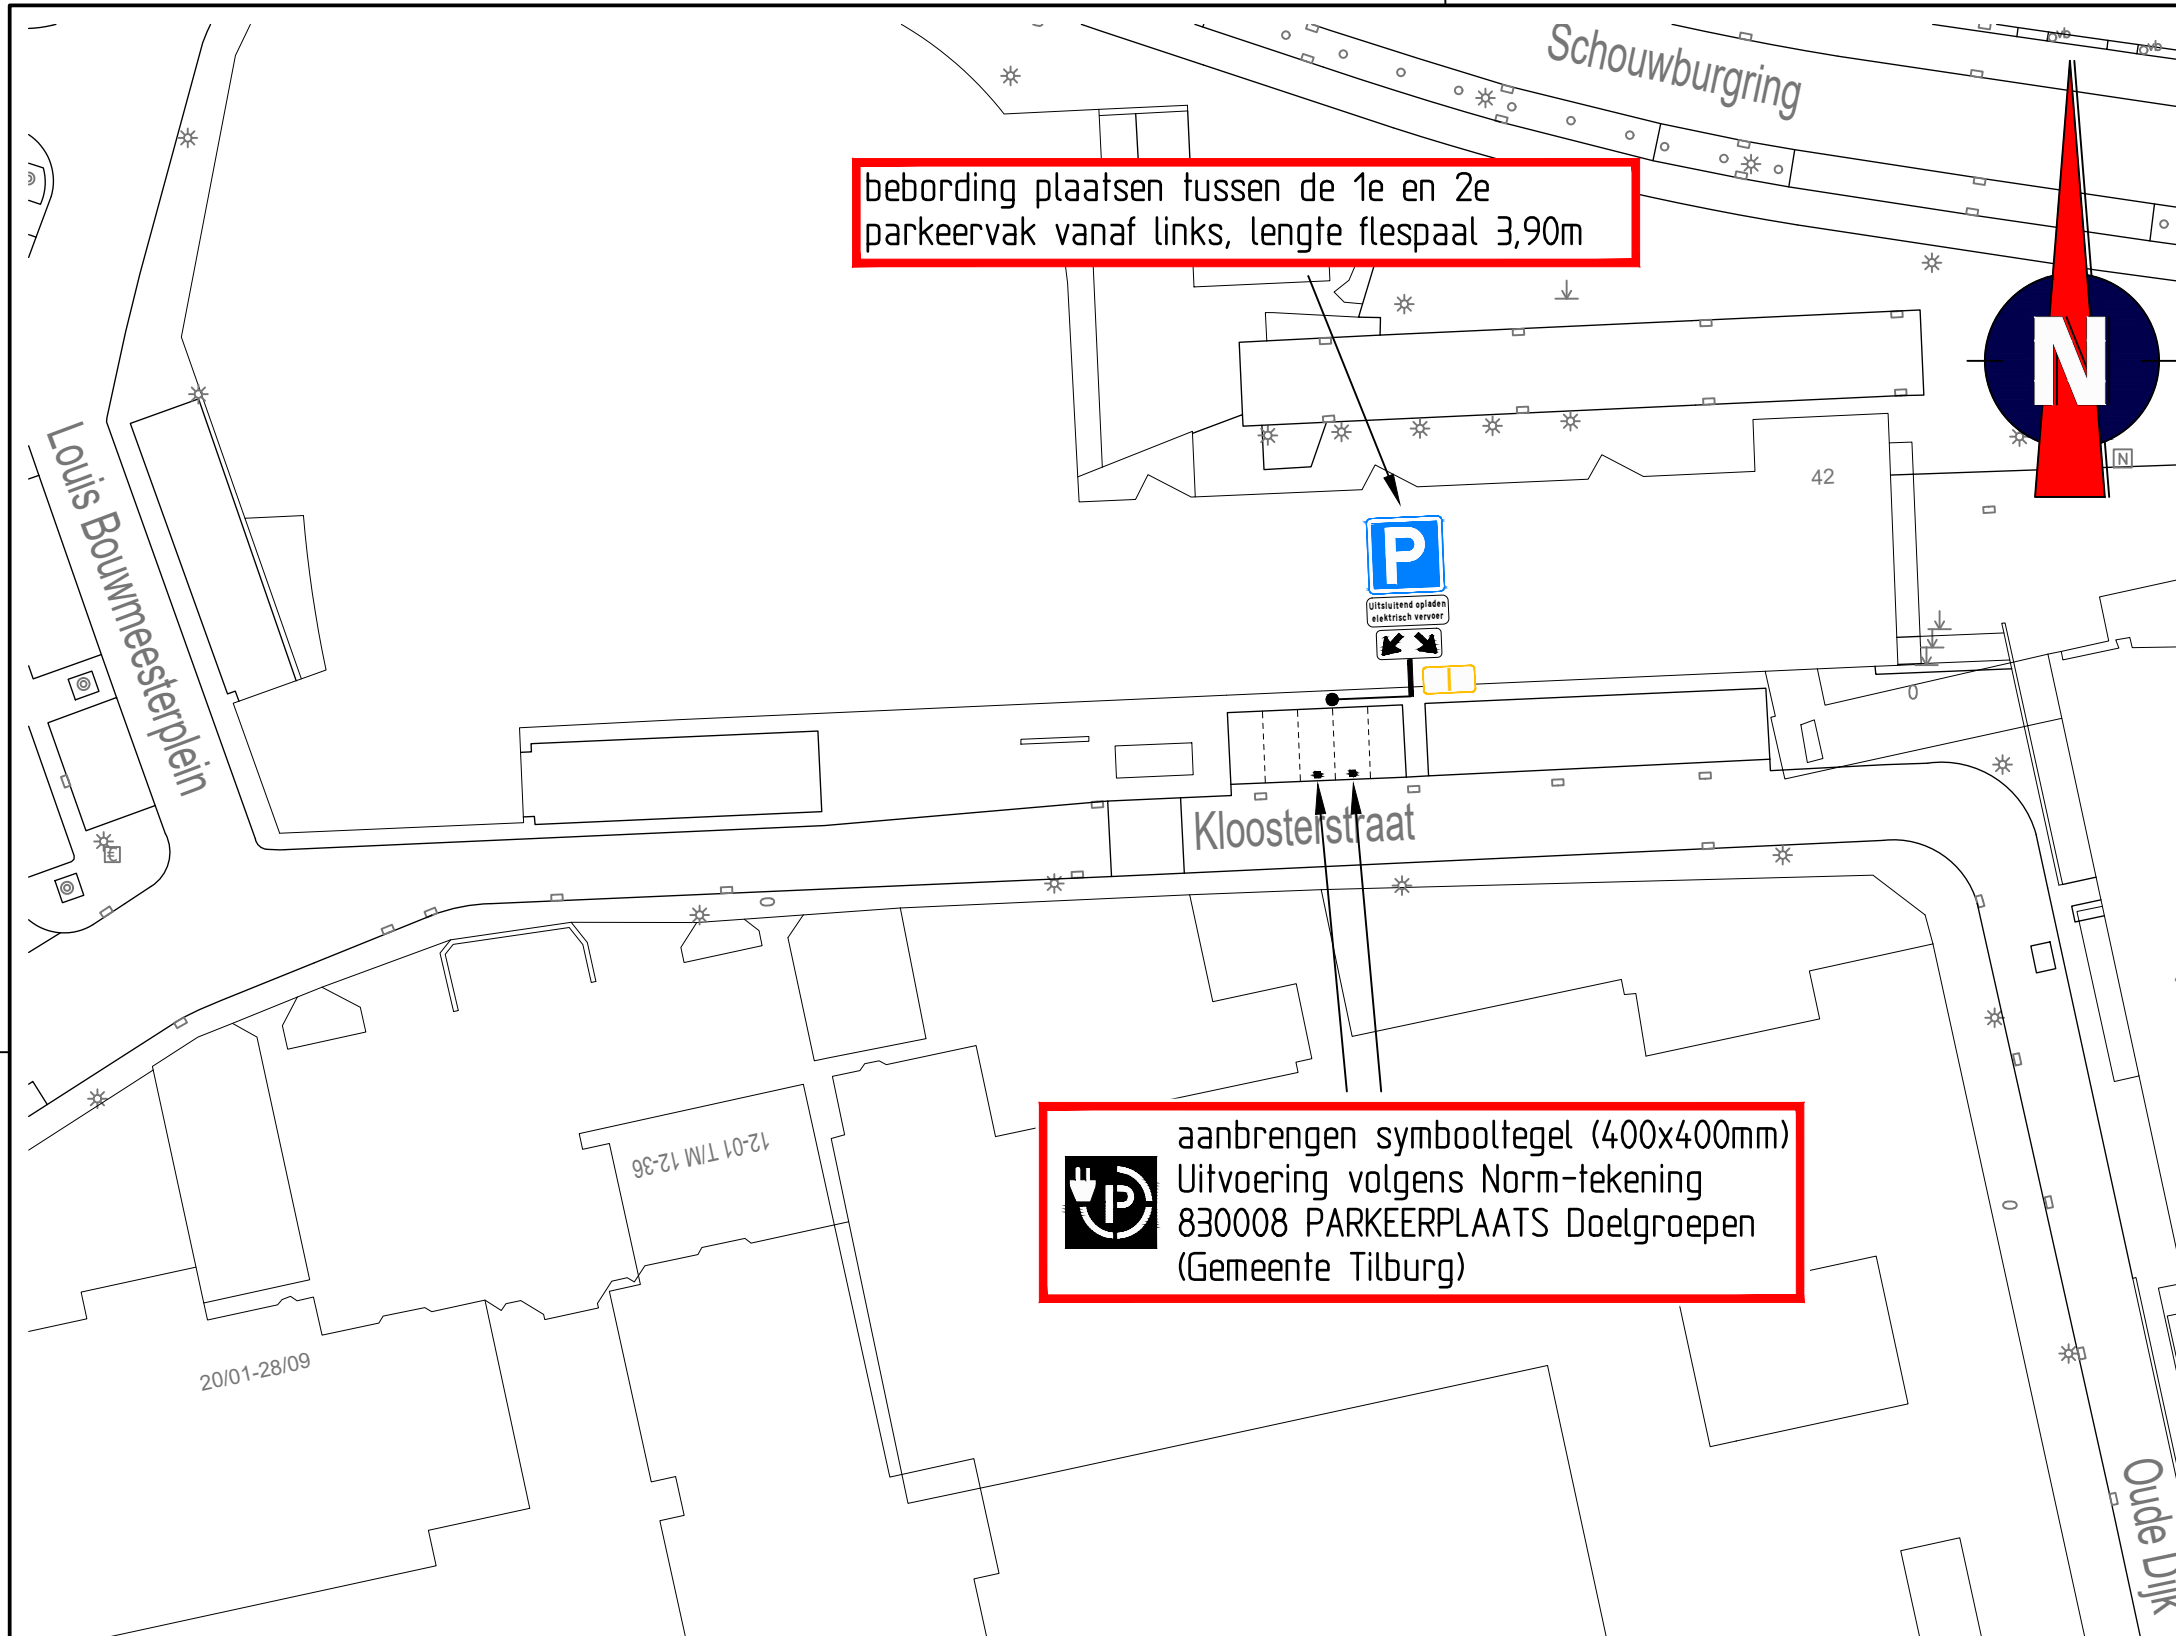 Schouwburgring
bebording plaatsen tussen de 1e en 2e
parkeervak vanaf links, lengte flespaal 3,90m
N
N
42
P
Uitsluitend opladen
elektrisch vervoer
Louis Bouwmeesterplein
Kloosterstraat
€
12-01 T/M 12-36
aanbrengen symbooltegel (400x400mm)
Uitvoering volgens Norm-tekening
830008 PARKEERPLAATS Doelgroepen
(Gemeente Tilburg)
P
20/01-28/09
Oude Dijk